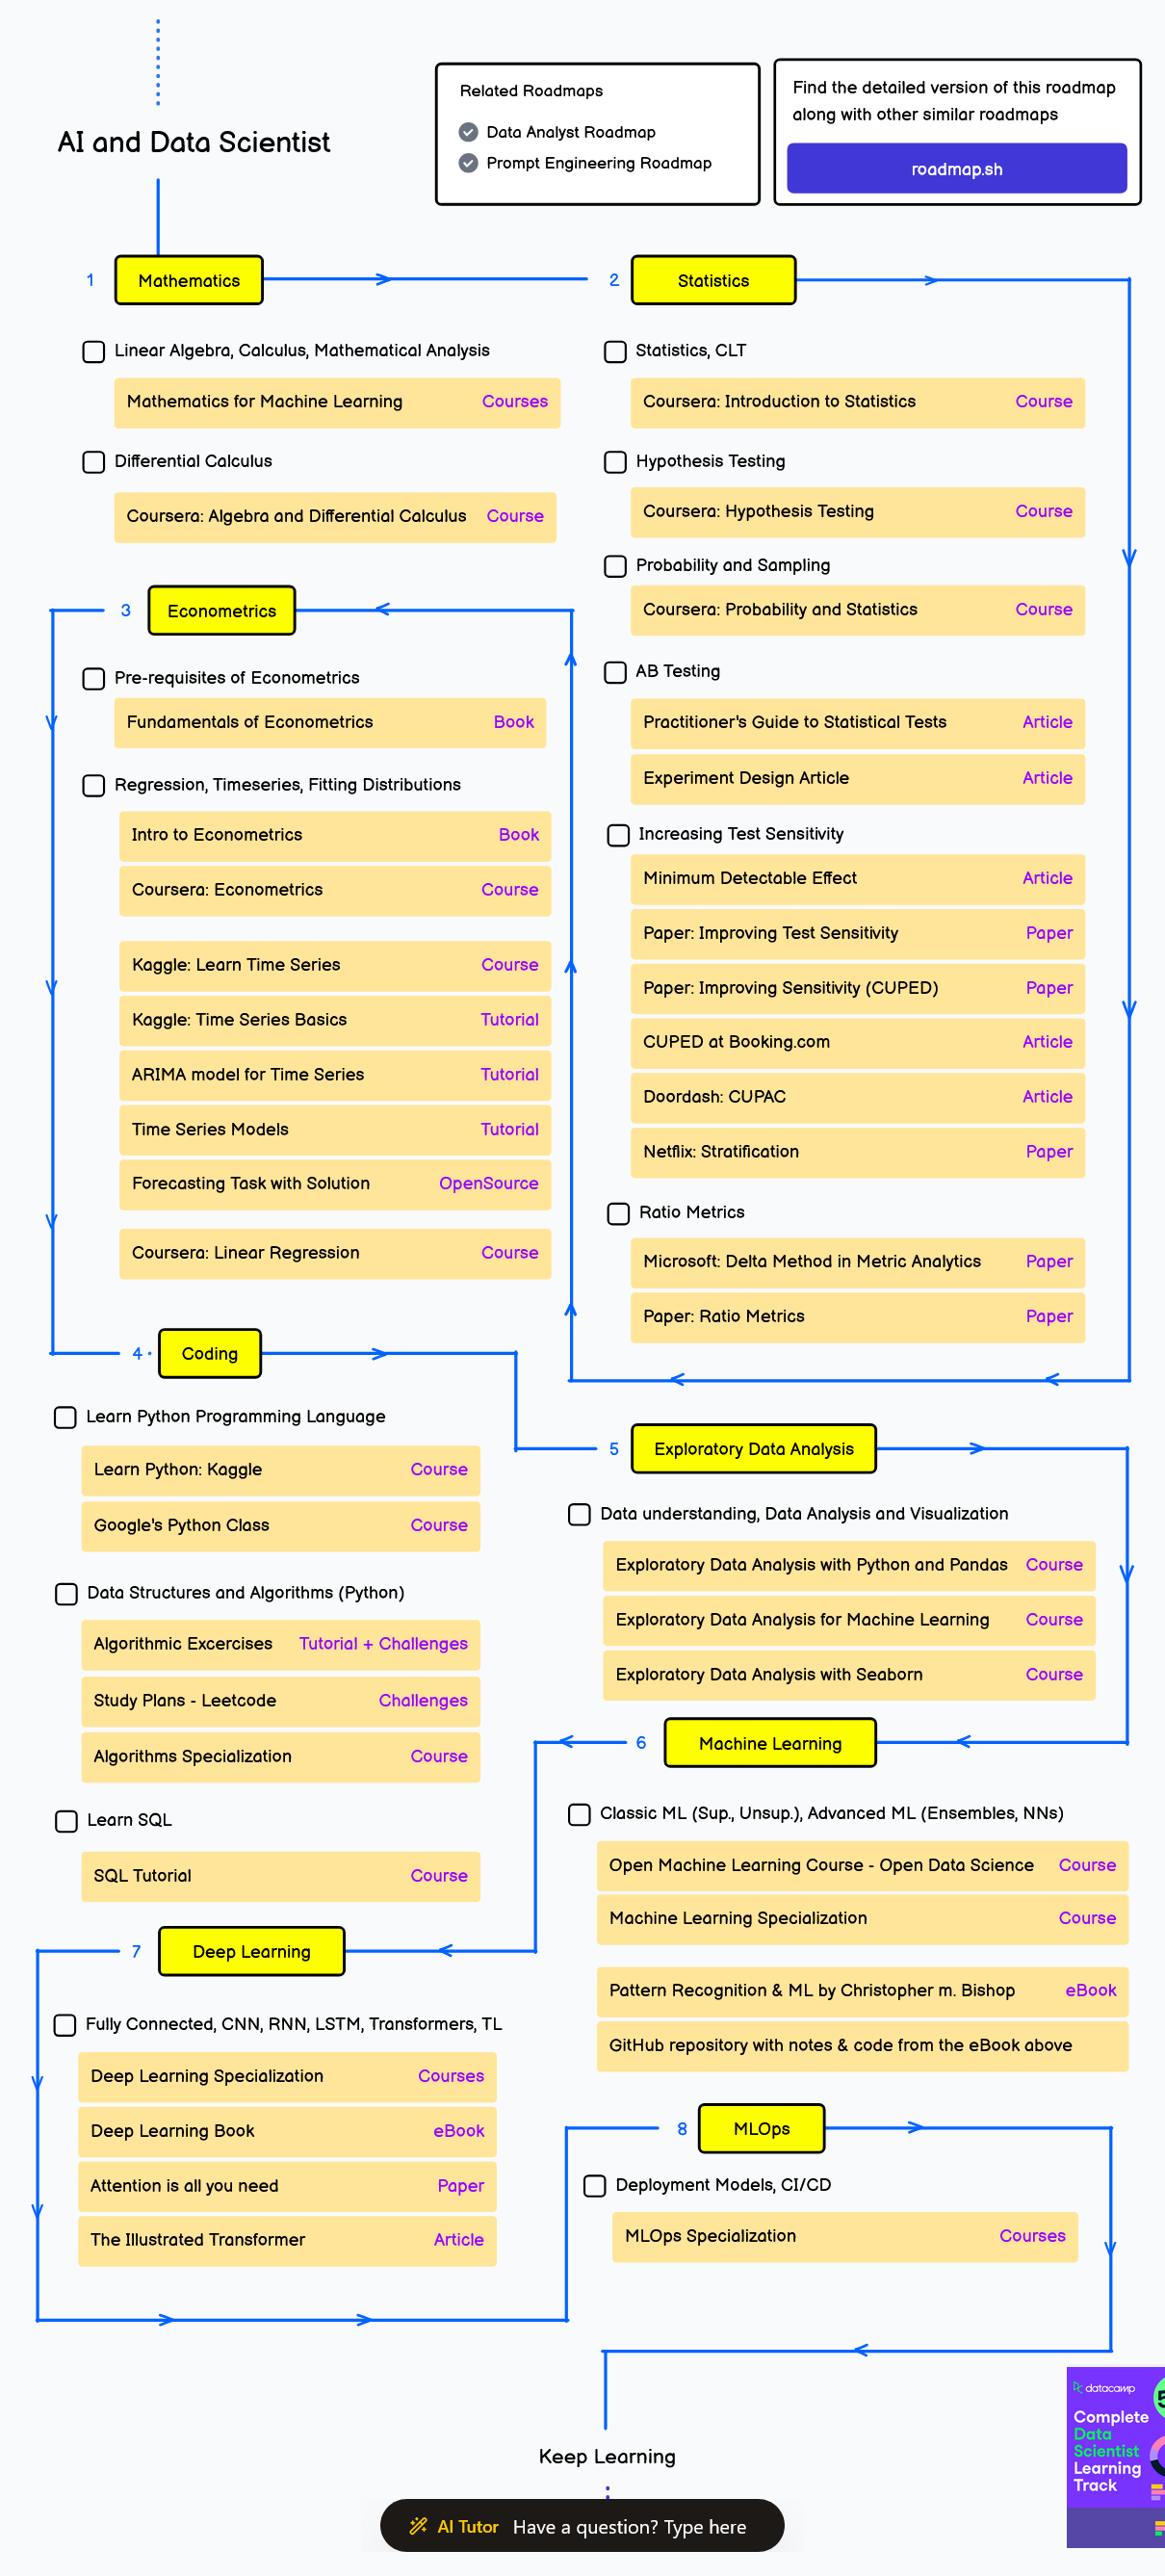 AI and Data Scientist
Related Roadmaps
Data Analyst Roadmap
Prompt Engineering Roadmap
Find the detailed version of this roadmap
along with other similar roadmaps
roadmap.sh
1
Mathematics
Linear Algebra, Calculus, Mathematical Analysis
Mathematics for Machine Learning Courses
Differential Calculus
Coursera: Algebra and Differential Calculus Course
2
Statistics
Statistics, CLT
Coursera: Introduction to Statistics Course
Hypothesis Testing
Coursera: Hypothesis Testing Course
Probability and Sampling
Coursera: Probability and Statistics Course
AB Testing
Practitioner's Guide to Statistical Tests Article
Experiment Design Article Article
Increasing Test Sensitivity
Minimum Detectable Effect Article
Paper: Improving Test Sensitivity Paper
Paper: Improving Sensitivity (CUPED) Paper
CUPED at Booking.com Article
Doordash: CUPAC Article
Netflix: Stratification Paper
Ratio Metrics
Microsoft: Delta Method in Metric Analytics Paper
Paper: Ratio Metrics Paper
3
Econometrics
Pre-requisites of Econometrics
Fundamentals of Econometrics Book
Regression, Timeseries, Fitting Distributions
Intro to Econometrics Book
Coursera: Econometrics Course
Kaggle: Learn Time Series Course
Kaggle: Time Series Basics Tutorial
ARIMA model for Time Series Tutorial
Time Series Models Tutorial
Forecasting Task with Solution OpenSource
Coursera: Linear Regression Course
4
Coding
Learn Python Programming Language
Learn Python: Kaggle Course
Google's Python Class Course
Data Structures and Algorithms (Python)
Algorithmic Excercises Tutorial + Challenges
Study Plans - Leetcode Challenges
Algorithms Specialization Course
Learn SQL
SQL Tutorial Course
5
Exploratory Data Analysis
Data understanding, Data Analysis and Visualization
Exploratory Data Analysis with Python and Pandas Course
Exploratory Data Analysis for Machine Learning Course
Exploratory Data Analysis with Seaborn Course
6
Machine Learning
Classic ML (Sup., Unsup.), Advanced ML (Ensembles, NNs)
Open Machine Learning Course - Open Data Science Course
Machine Learning Specialization Course
Pattern Recognition & ML by Christopher m. Bishop eBook
GitHub repository with notes & code from the eBook above
7
Deep Learning
Fully Connected, CNN, RNN, LSTM, Transformers, TL
Deep Learning Specialization Courses
Deep Learning Book eBook
Attention is all you need Paper
The Illustrated Transformer Article
8
MLOps
Deployment Models, CI/CD
MLOps Specialization Courses
Keep Learning
AI Tutor Have a question? Type here
datacamp
Complete
Data
Scientist
Learning
Track